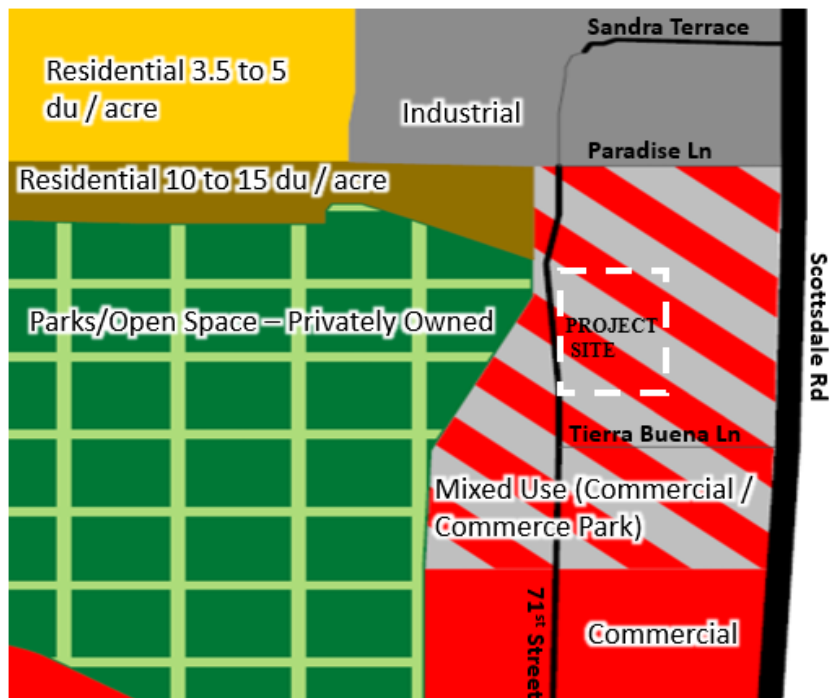 Sandra Terrace
Residential 3.5 to 5
du / acre
Industrial
Paradise Ln
Residential 10 to 15 du / acre
Scottsdale Rd
Parks/Open Space – Privately Owned
PROJECT
SITE
Tierra Buena Ln
Mixed Use (Commercial /
Commerce Park)
71st Street
Commercial